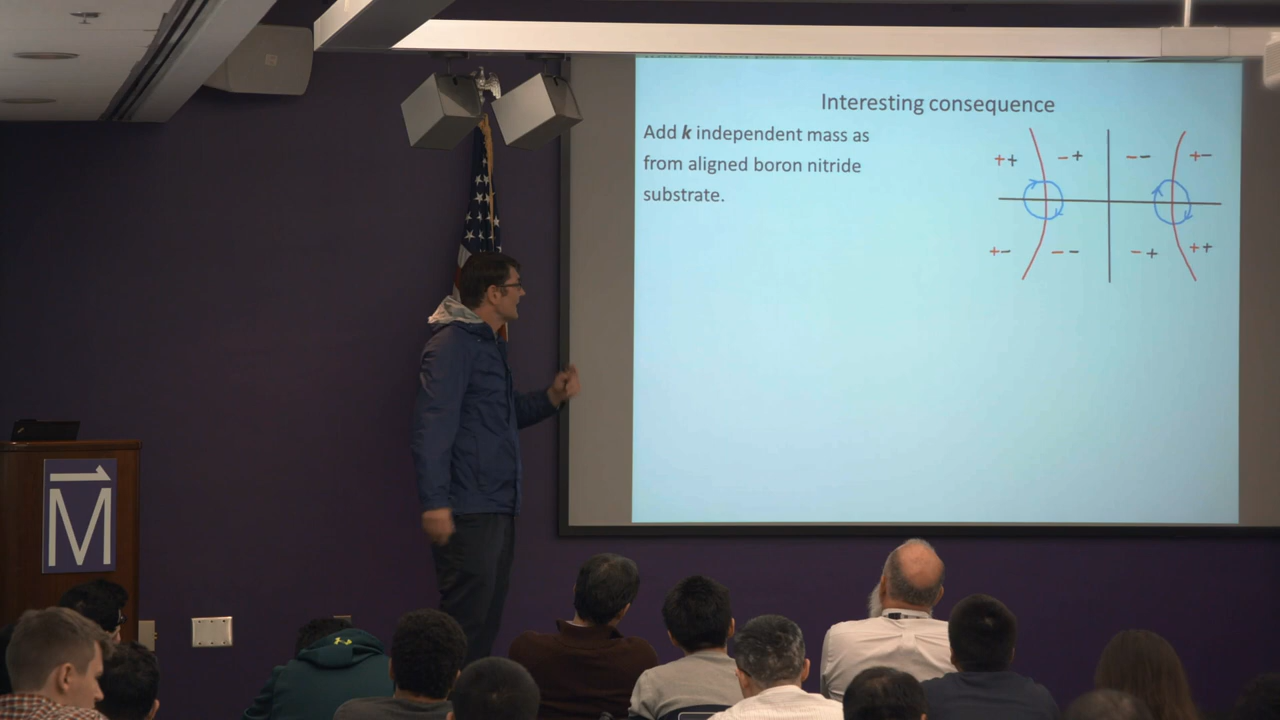 Interesting consequence
Add k independent mass as
from aligned boron nitride
substrate.
++ -+ -- +-
+- -- -+ ++
M